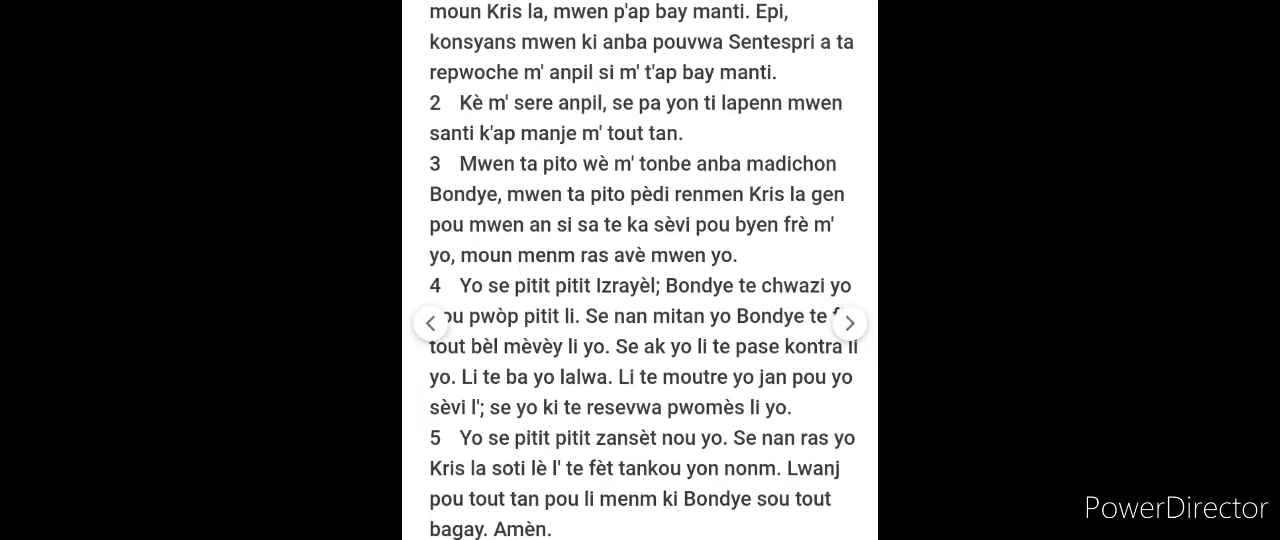 moun Kris la, mwen p'ap bay manti. Epi,
konsyans mwen ki anba pouvwa Sentespri a ta
repwoche m' anpil si m' t'ap bay manti.
2 Kè m' sere anpil, se pa yon ti lapenn mwen
santi k'ap manje m' tout tan.
3 Mwen ta pito wè m' tonbe anba madichon
Bondye, mwen ta pito pèdi renmen Kris la gen
pou mwen an si sa te ka sèvi pou byen frè m'
yo, moun menm ras avè mwen yo.
4 Yo se pitit pitit Izrayèl; Bondye te chwazi yo
pwòp pitit li. Se nan mitan yo Bondye te
tout bèl mèvèy li yo. Se ak yo li te pase kontra li
yo. Li te ba yo lalwa. Li te moutre yo jan pou yo
sèvi l'; se yo ki te resevwa pwomès li yo.
5 Yo se pitit pitit zansèt nou yo. Se nan ras yo
Kris la soti lè l' te fèt tankou yon nonm. Lwanj
pou tout tan pou li menm ki Bondye sou tout
bagay. Amèn.
PowerDirector